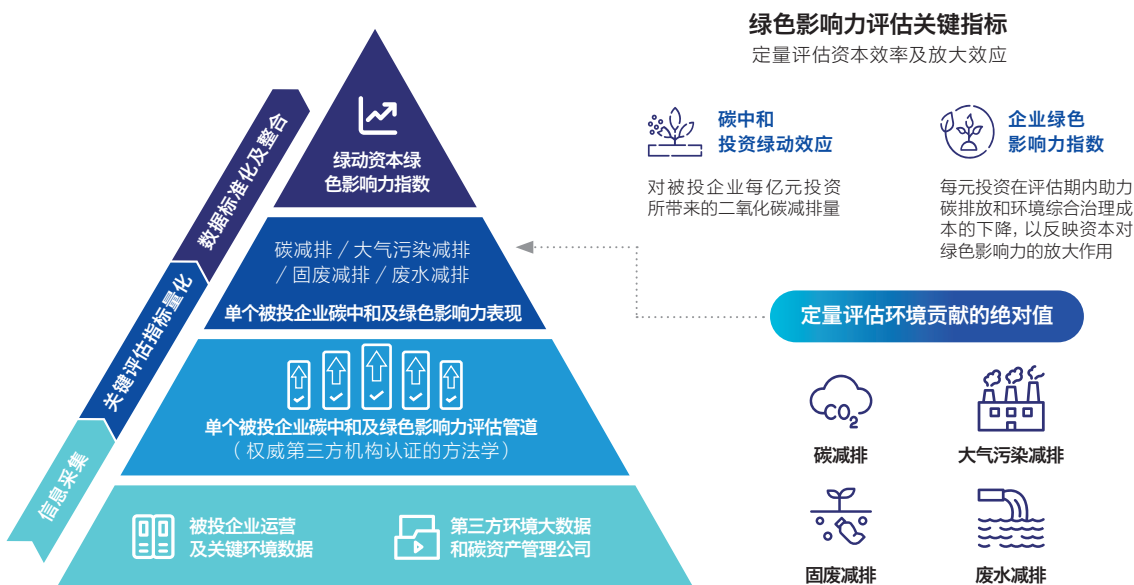 绿色影响力评估关键指标
定量评估资本效率及放大效应
碳中和
投资绿动效应
对被投企业每亿元投资
所带来的二氧化碳减排量
企业绿色
影响力指数
每元投资在评估期内助力
碳排放和环境综合治理成
本的下降, 以反映资本对
绿色影响力的放大作用
数据标准化及整合
关键评估指标量化
信息采集
绿动资本绿
色影响力指数
碳减排 / 大气污染减排
/ 固废减排 / 废水减排
单个被投企业碳中和及绿色影响力表现
单个被投企业碳中和及绿色影响力评估管道
（权威第三方机构认证的方法学）
被投企业运营
及关键环境数据
第三方环境大数据
和碳资产管理公司
定量评估环境贡献的绝对值
CO₂
碳减排
大气污染减排
固废减排
废水减排